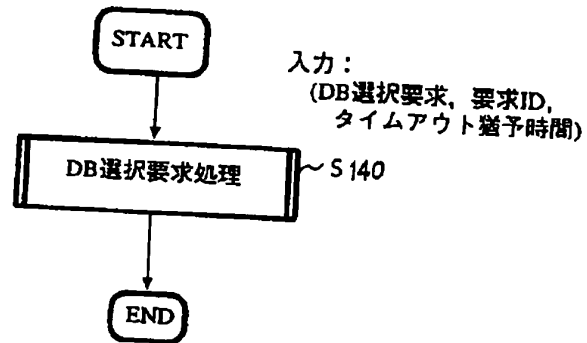 START
入力：
(DB選択要求, 要求ID,
タイムアウト猶予時間)
DB選択要求処理
S140
END